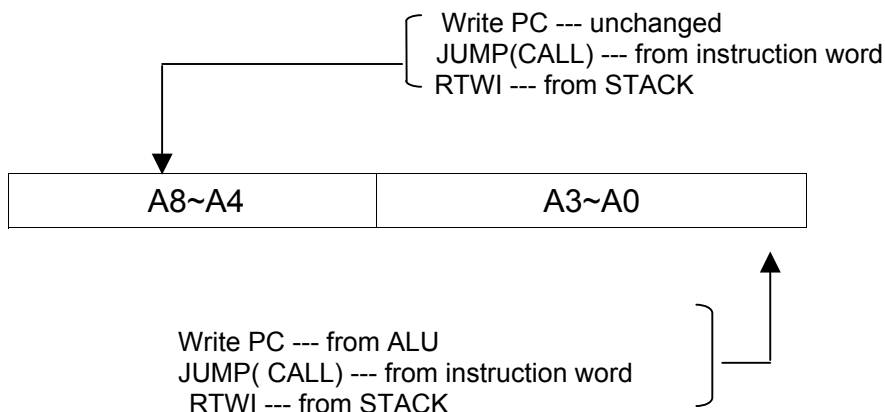 Write PC --- unchanged
JUMP(CALL) --- from instruction word
RTWI --- from STACK
A8~A4 A3~A0
Write PC --- from ALU
JUMP( CALL) --- from instruction word
RTWI --- from STACK